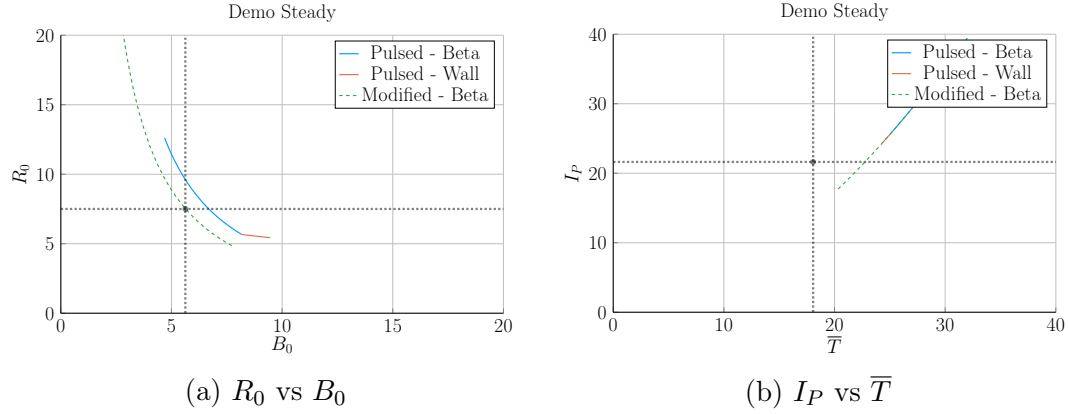 Demo Steady
20
15
10
5
0
R₀
0 5 10 15 20
B₀
Pulsed - Beta
Pulsed - Wall
Modified - Beta
(a) R₀ vs B₀
Demo Steady
40
30
20
10
0
I_P
0 10 20 30 40
T̅
Pulsed - Beta
Pulsed - Wall
Modified - Beta
(b) I_P vs T̅